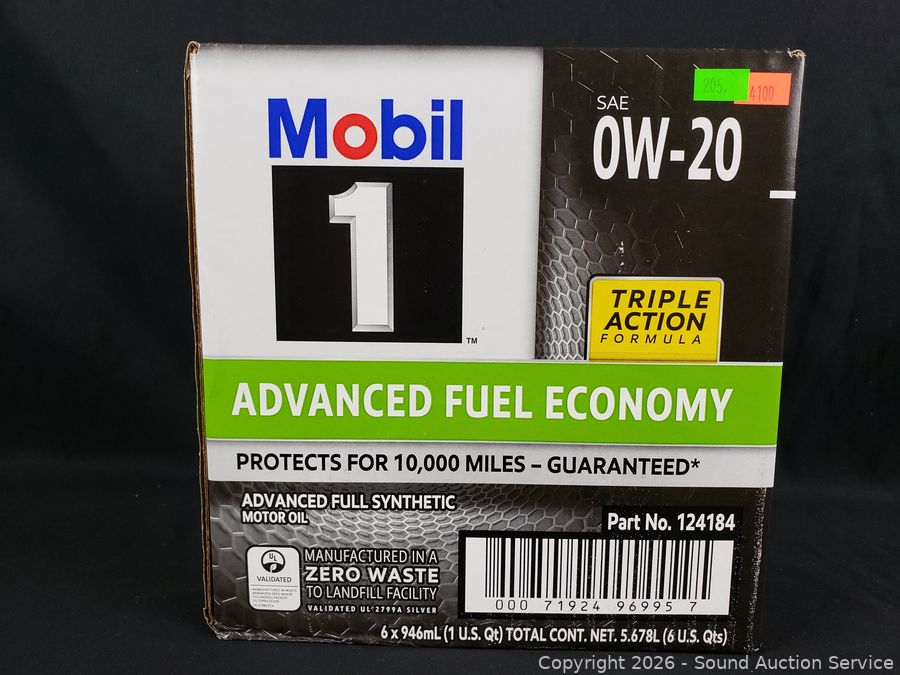 Mobil
1
TM
SAE
0W-20
205.
4100
TRIPLE
ACTION
FORMULA
ADVANCED FUEL ECONOMY
PROTECTS FOR 10,000 MILES – GUARANTEED*
ADVANCED FULL SYNTHETIC
MOTOR OIL
Part No. 124184
UL
VALIDATED
MANUFACTURED IN A
ZERO WASTE
TO LANDFILL FACILITY
VALIDATED UL 2799A SILVER
000 71924 96995 7
6 x 946mL (1 U.S. Qt) TOTAL CONT. NET. 5.678L (6 U.S. Qts)
Copyright 2026 - Sound Auction Service